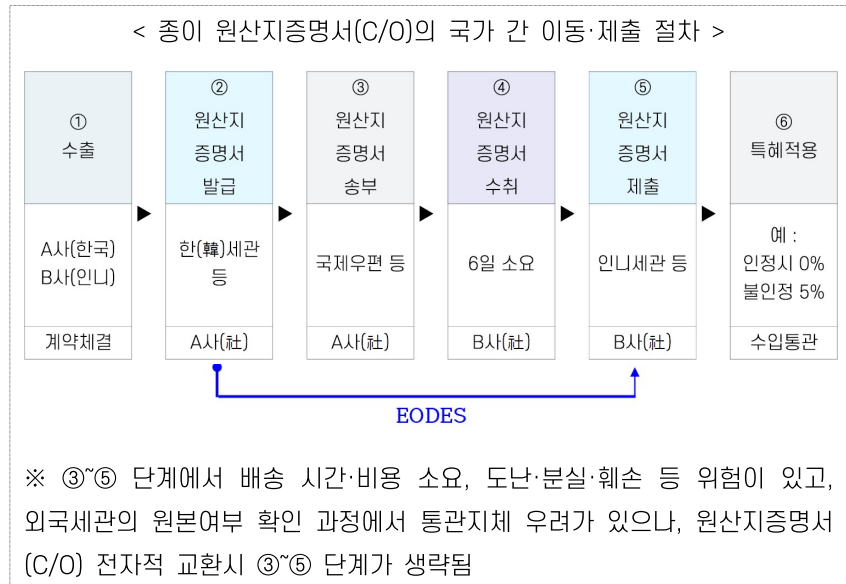 < 종이 원산지증명서(C/O)의 국가 간 이동·제출 절차 >
①
수출
②
원산지
증명서
발급
③
원산지
증명서
송부
④
원산지
증명서
수취
⑤
원산지
증명서
제출
⑥
특혜적용
A사(한국)
B사(인니)
한(韓)세관
등
국제우편 등
6일 소요
인니세관 등
예 :
인정시 0%
불인정 5%
계약체결
A사(社)
A사(社)
B사(社)
B사(社)
수입통관
EODES
※ ③~⑤ 단계에서 배송 시간·비용 소요, 도난·분실·훼손 등 위험이 있고,
외국세관의 원본여부 확인 과정에서 통관지체 우려가 있으나, 원산지증명서
(C/O) 전자적 교환시 ③~⑤ 단계가 생략됨